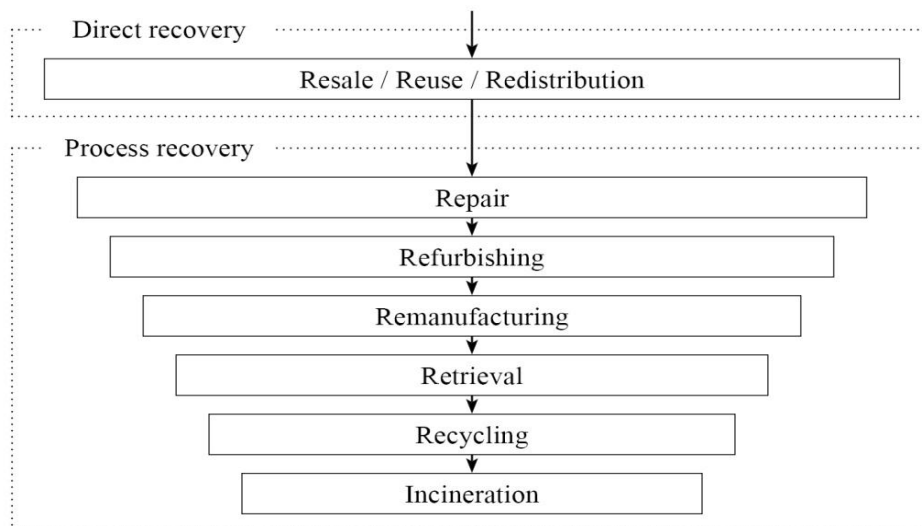 Direct recovery
Resale / Reuse / Redistribution
Process recovery
Repair
Refurbishing
Remanufacturing
Retrieval
Recycling
Incineration